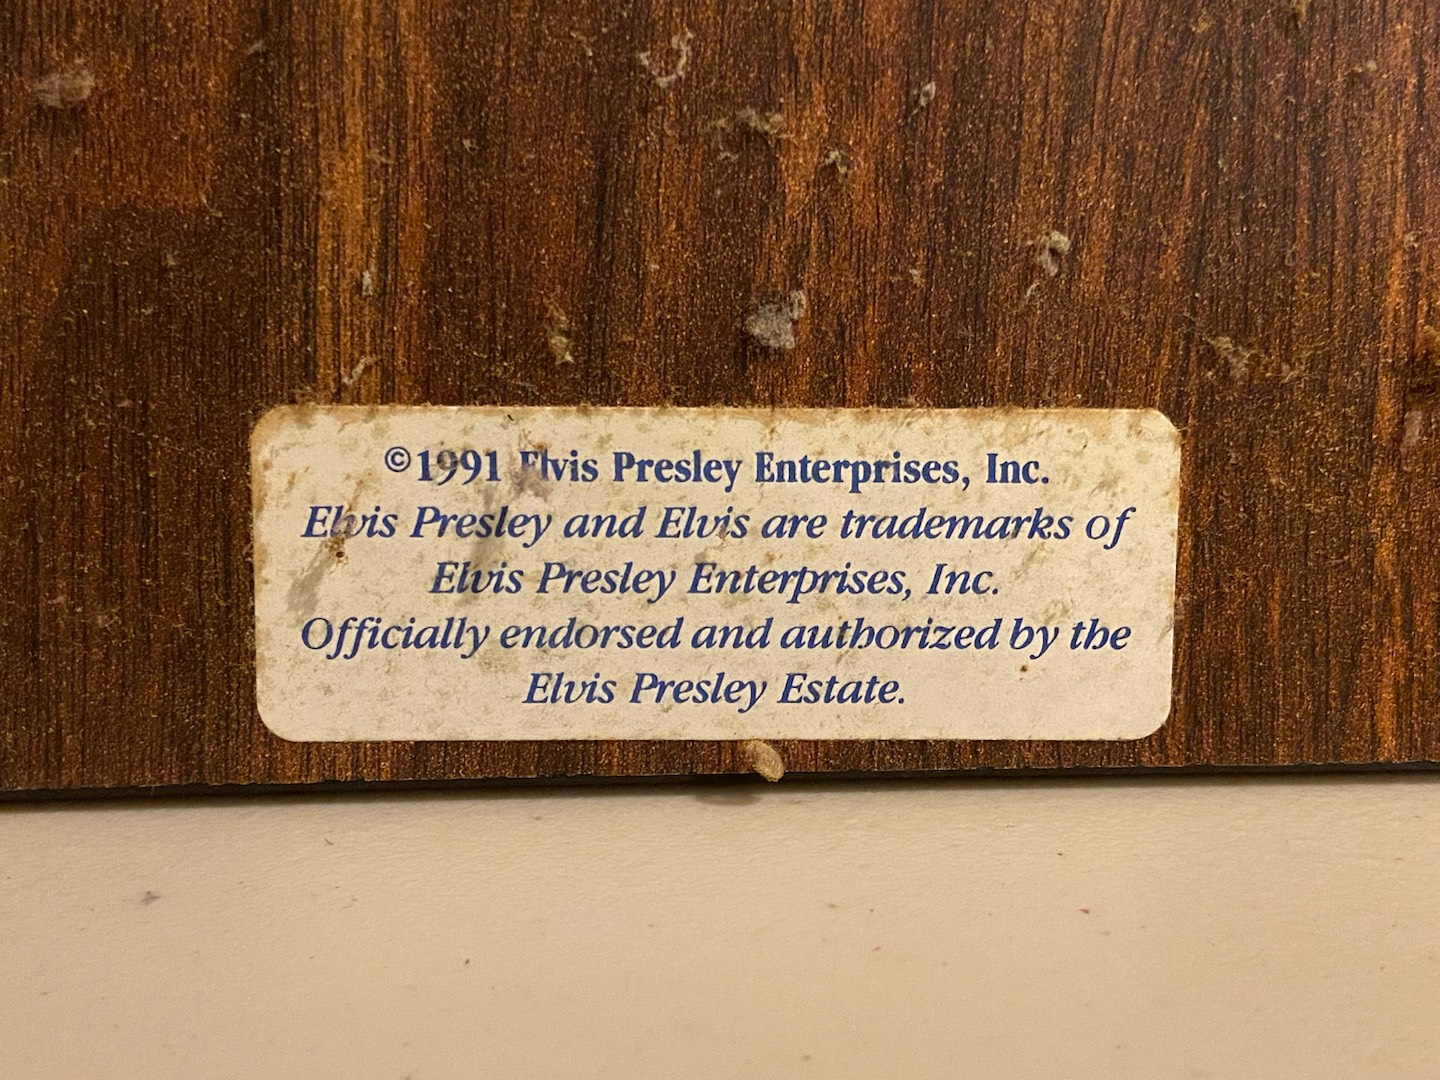 ©1991 Elvis Presley Enterprises, Inc.
Elvis Presley and Elvis are trademarks of
Elvis Presley Enterprises, Inc.
Officially endorsed and authorized by the
Elvis Presley Estate.